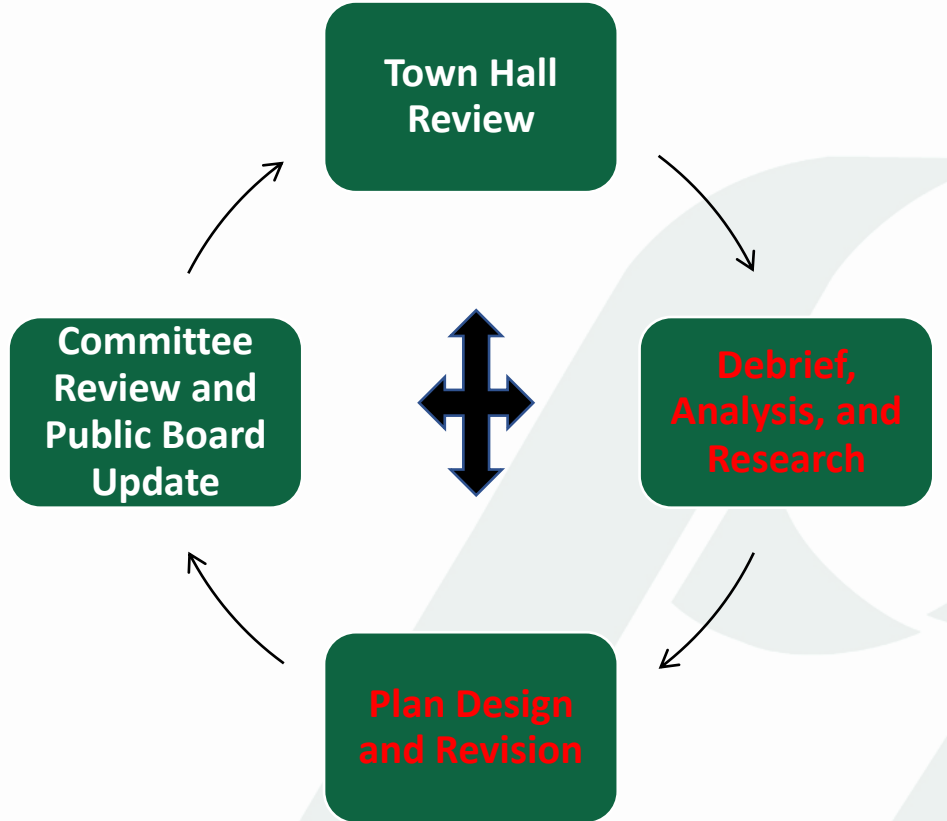 Town Hall
Review
Debrief,
Analysis, and
Research
Plan Design
and Revision
Committee
Review and
Public Board
Update